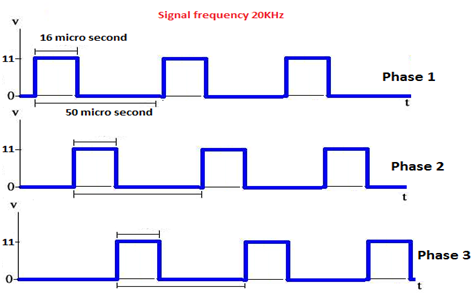 Signal frequency 20KHz
v
16 micro second
11
Phase 1
0
t
50 micro second
v
11
Phase 2
0
t
v
11
Phase 3
0
t